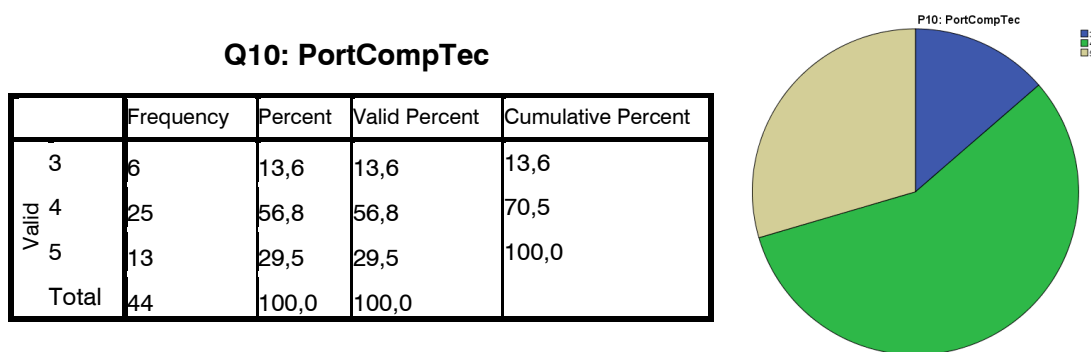 Q10: PortCompTec
Frequency Percent Valid Percent Cumulative Percent
Valid
3 6 13,6 13,6 13,6
4 25 56,8 56,8 70,5
5 13 29,5 29,5 100,0
Total 44 100,0 100,0
P10: PortCompTec